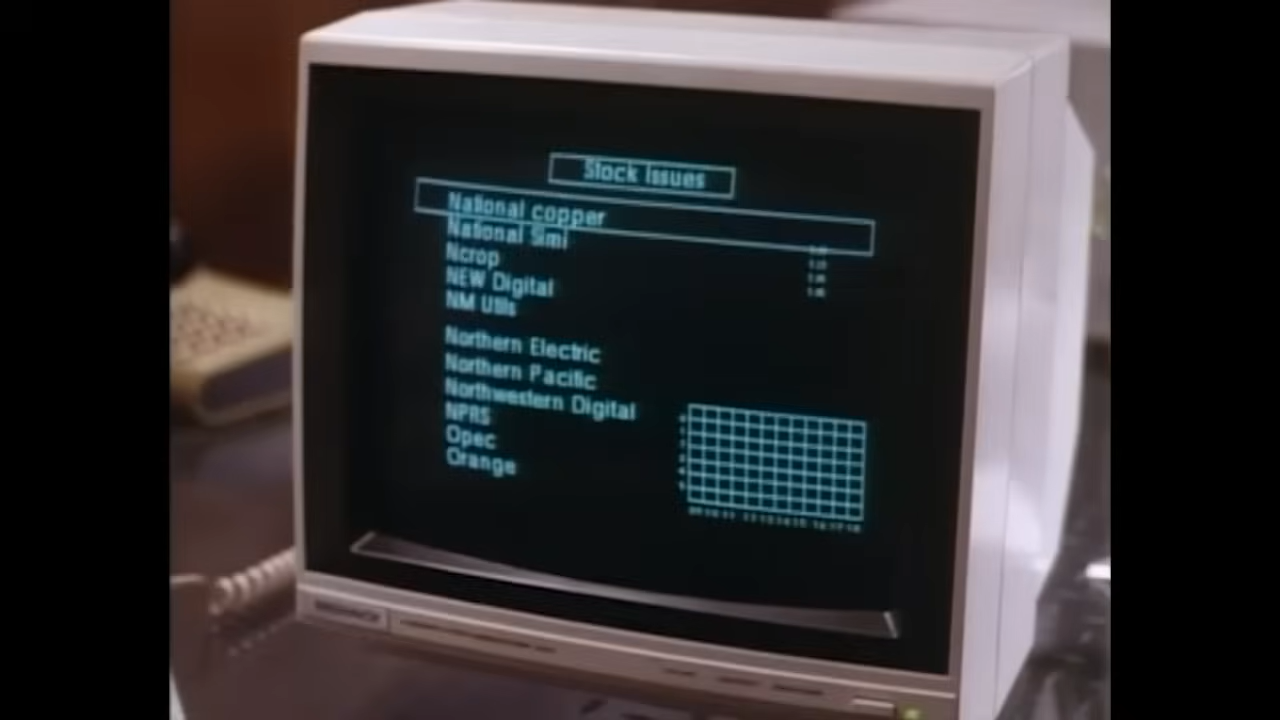 Stock Issues
National copper
National Simi
Ncrop
NEW Digital
NM Utils
Northern Electric
Northern Pacific
Northwestern Digital
NPRS
Opec
Orange